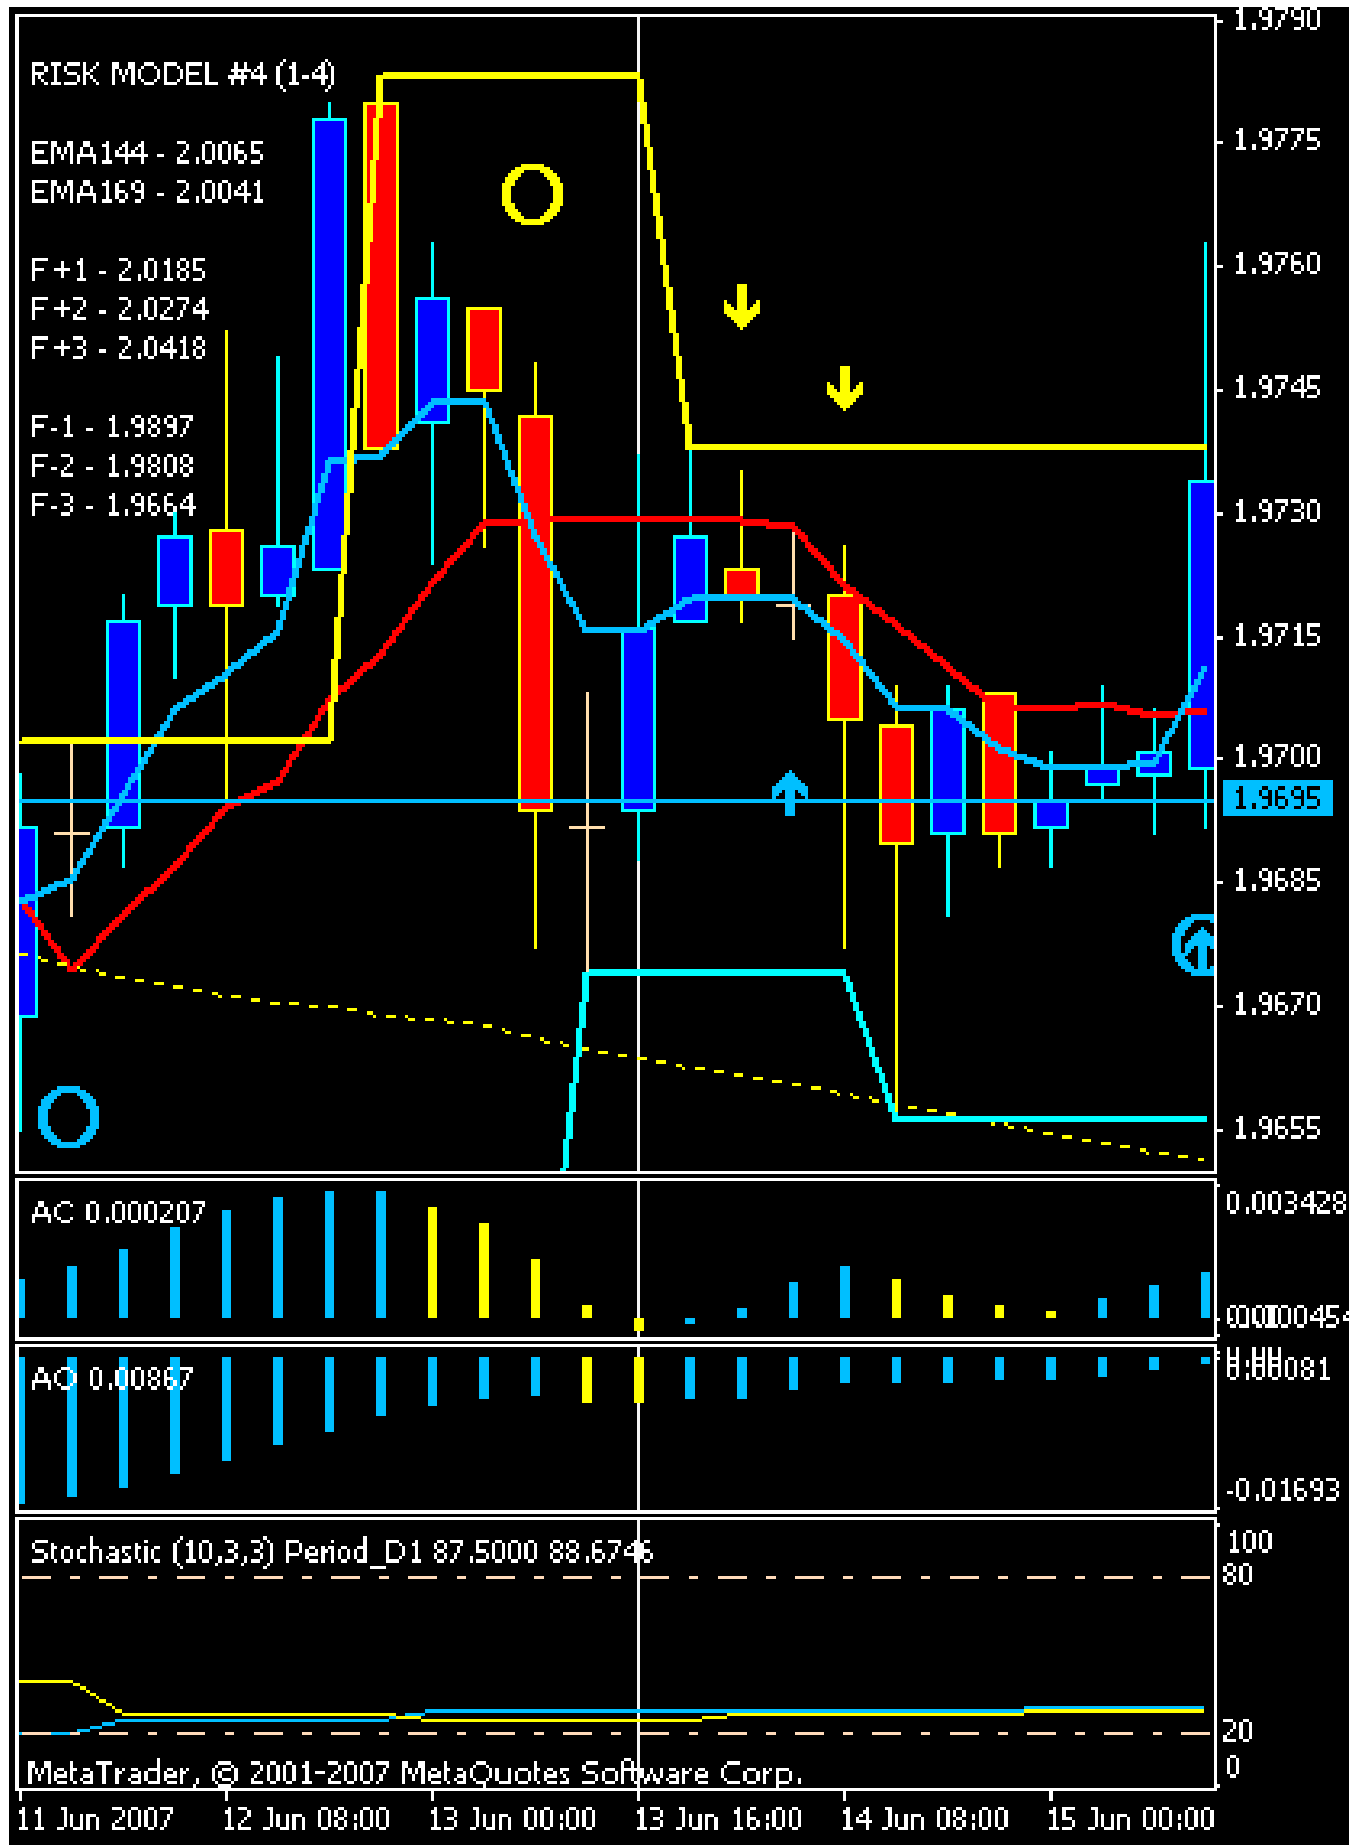 1.9790
RISK MODEL #4 (1-4)
1.9775
EMA144 - 2.0065
EMA169 - 2.0041
1.9760
F+1 - 2.0185
F+2 - 2.0274
F+3 - 2.0418
1.9745
F-1 - 1.9897
F-2 - 1.9808
F-3 - 1.9664
1.9730
1.9715
1.9700
1.9695
1.9685
1.9670
1.9655
AC 0.000207
0.003428
AO 0.00867
0.00081
-0.01693
Stochastic (10,3,3) Period_D1 87.5000 88.6746
100
80
20
0
MetaTrader, © 2001-2007 MetaQuotes Software Corp.
11 Jun 2007 12 Jun 08:00 13 Jun 00:00 13 Jun 16:00 14 Jun 08:00 15 Jun 00:00